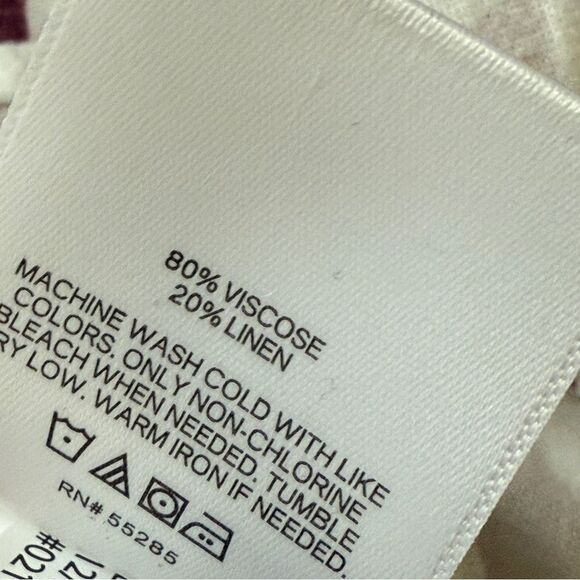 80% VISCOSE
20% LINEN
MACHINE WASH COLD WITH LIKE
COLORS. ONLY NON-CHLORINE
BLEACH WHEN NEEDED. TUMBLE
RY LOW. WARM IRON IF NEEDED.
RN# 55285